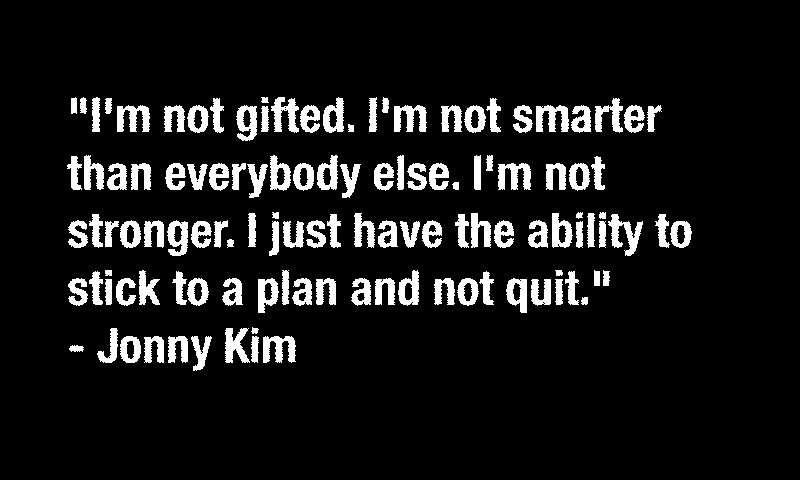 "I'm not gifted. I'm not smarter
than everybody else. I'm not
stronger. I just have the ability to
stick to a plan and not quit."
- Jonny Kim